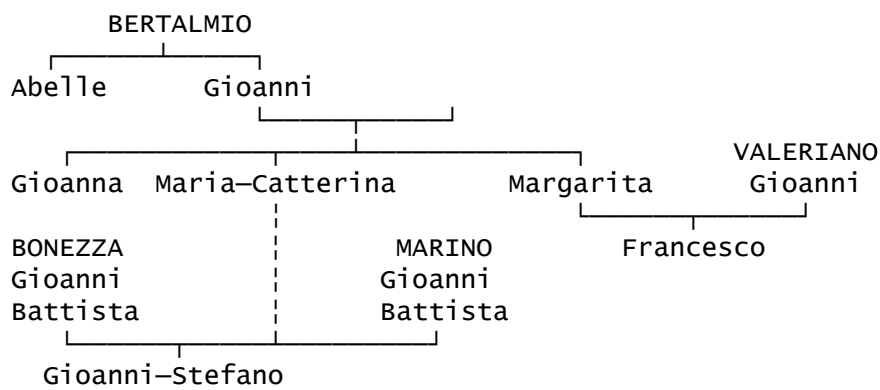 BERTALMIO
Abelle Gioanni
VALERIANO
Gioanna Maria–Catterina Margarita Gioanni
BONEZZA MARINO Francesco
Gioanni Gioanni
Battista Battista
Gioanni–Stefano